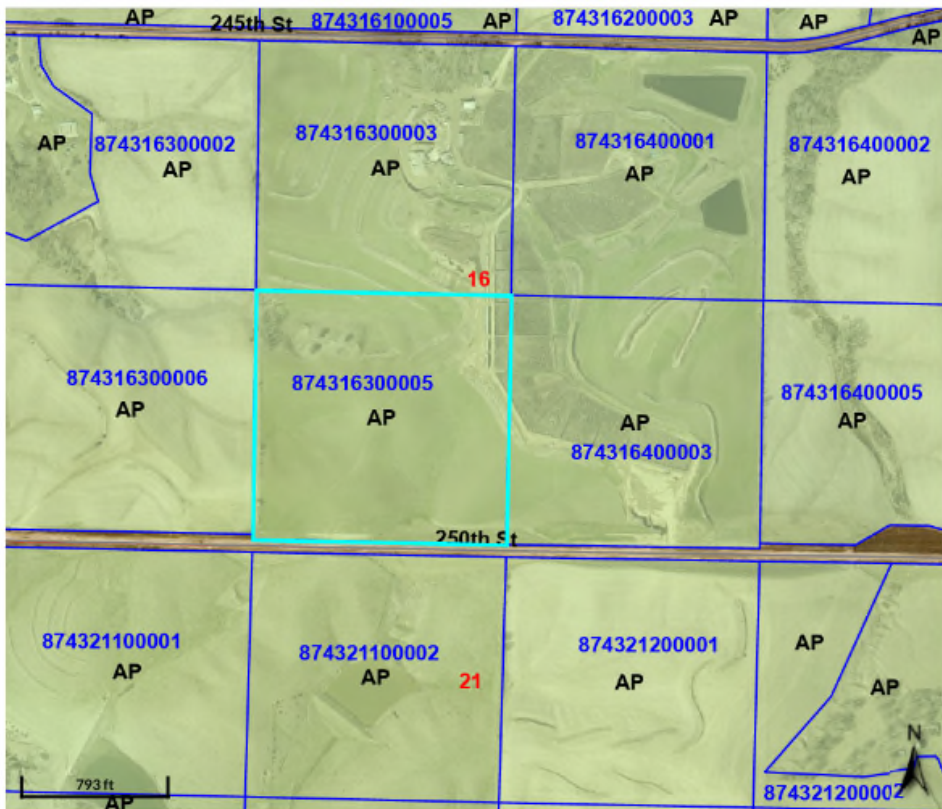 AP
874316100005
AP
874316200003
AP
AP
AP
245th St
AP
874316300002
AP
874316300003
AP
874316400001
AP
874316400002
AP
16
874316300006
AP
874316300005
AP
AP
874316400003
874316400005
AP
250th St
874321100001
AP
874321100002
AP
21
874321200001
AP
AP
AP
N
793 ft
AP
874321200002